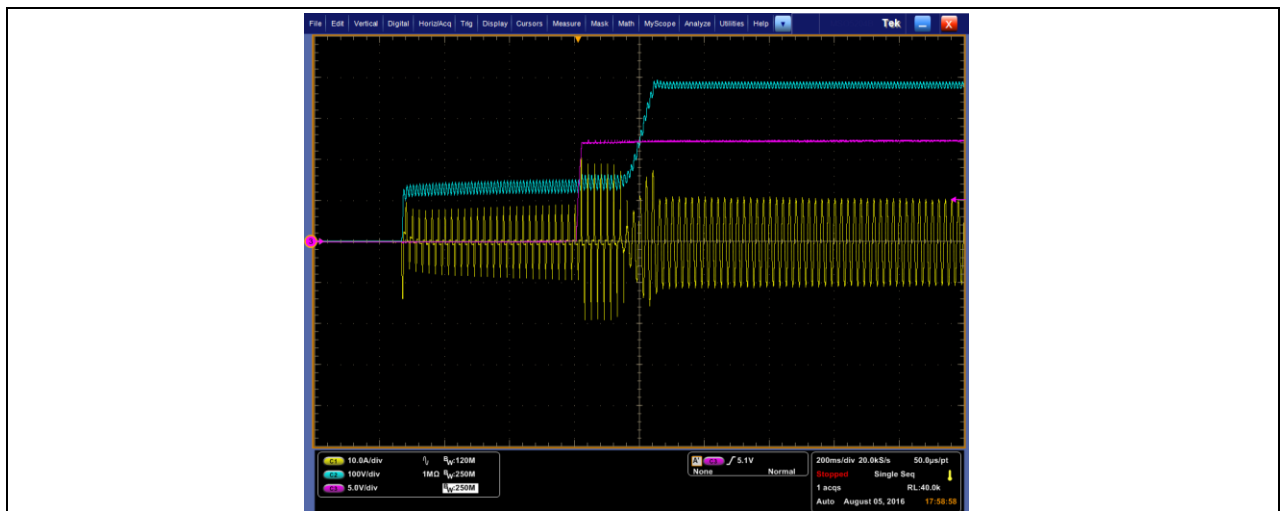 File Edit Vertical Digital Horiz/Acq Trig Display Cursors Measure Mask Math MyScope Analyze Utilities Help Tek X
C1 10.0A/div BW:120M
C2 100V/div 1MΩ BW:250M
C3 5.0V/div BW:250M
A' C3 5.1V
None Normal
200ms/div 20.0kS/s 50.0µs/pt
Stopped Single Seq
1 acqs RL:40.0k
Auto August 05, 2016 17:58:58